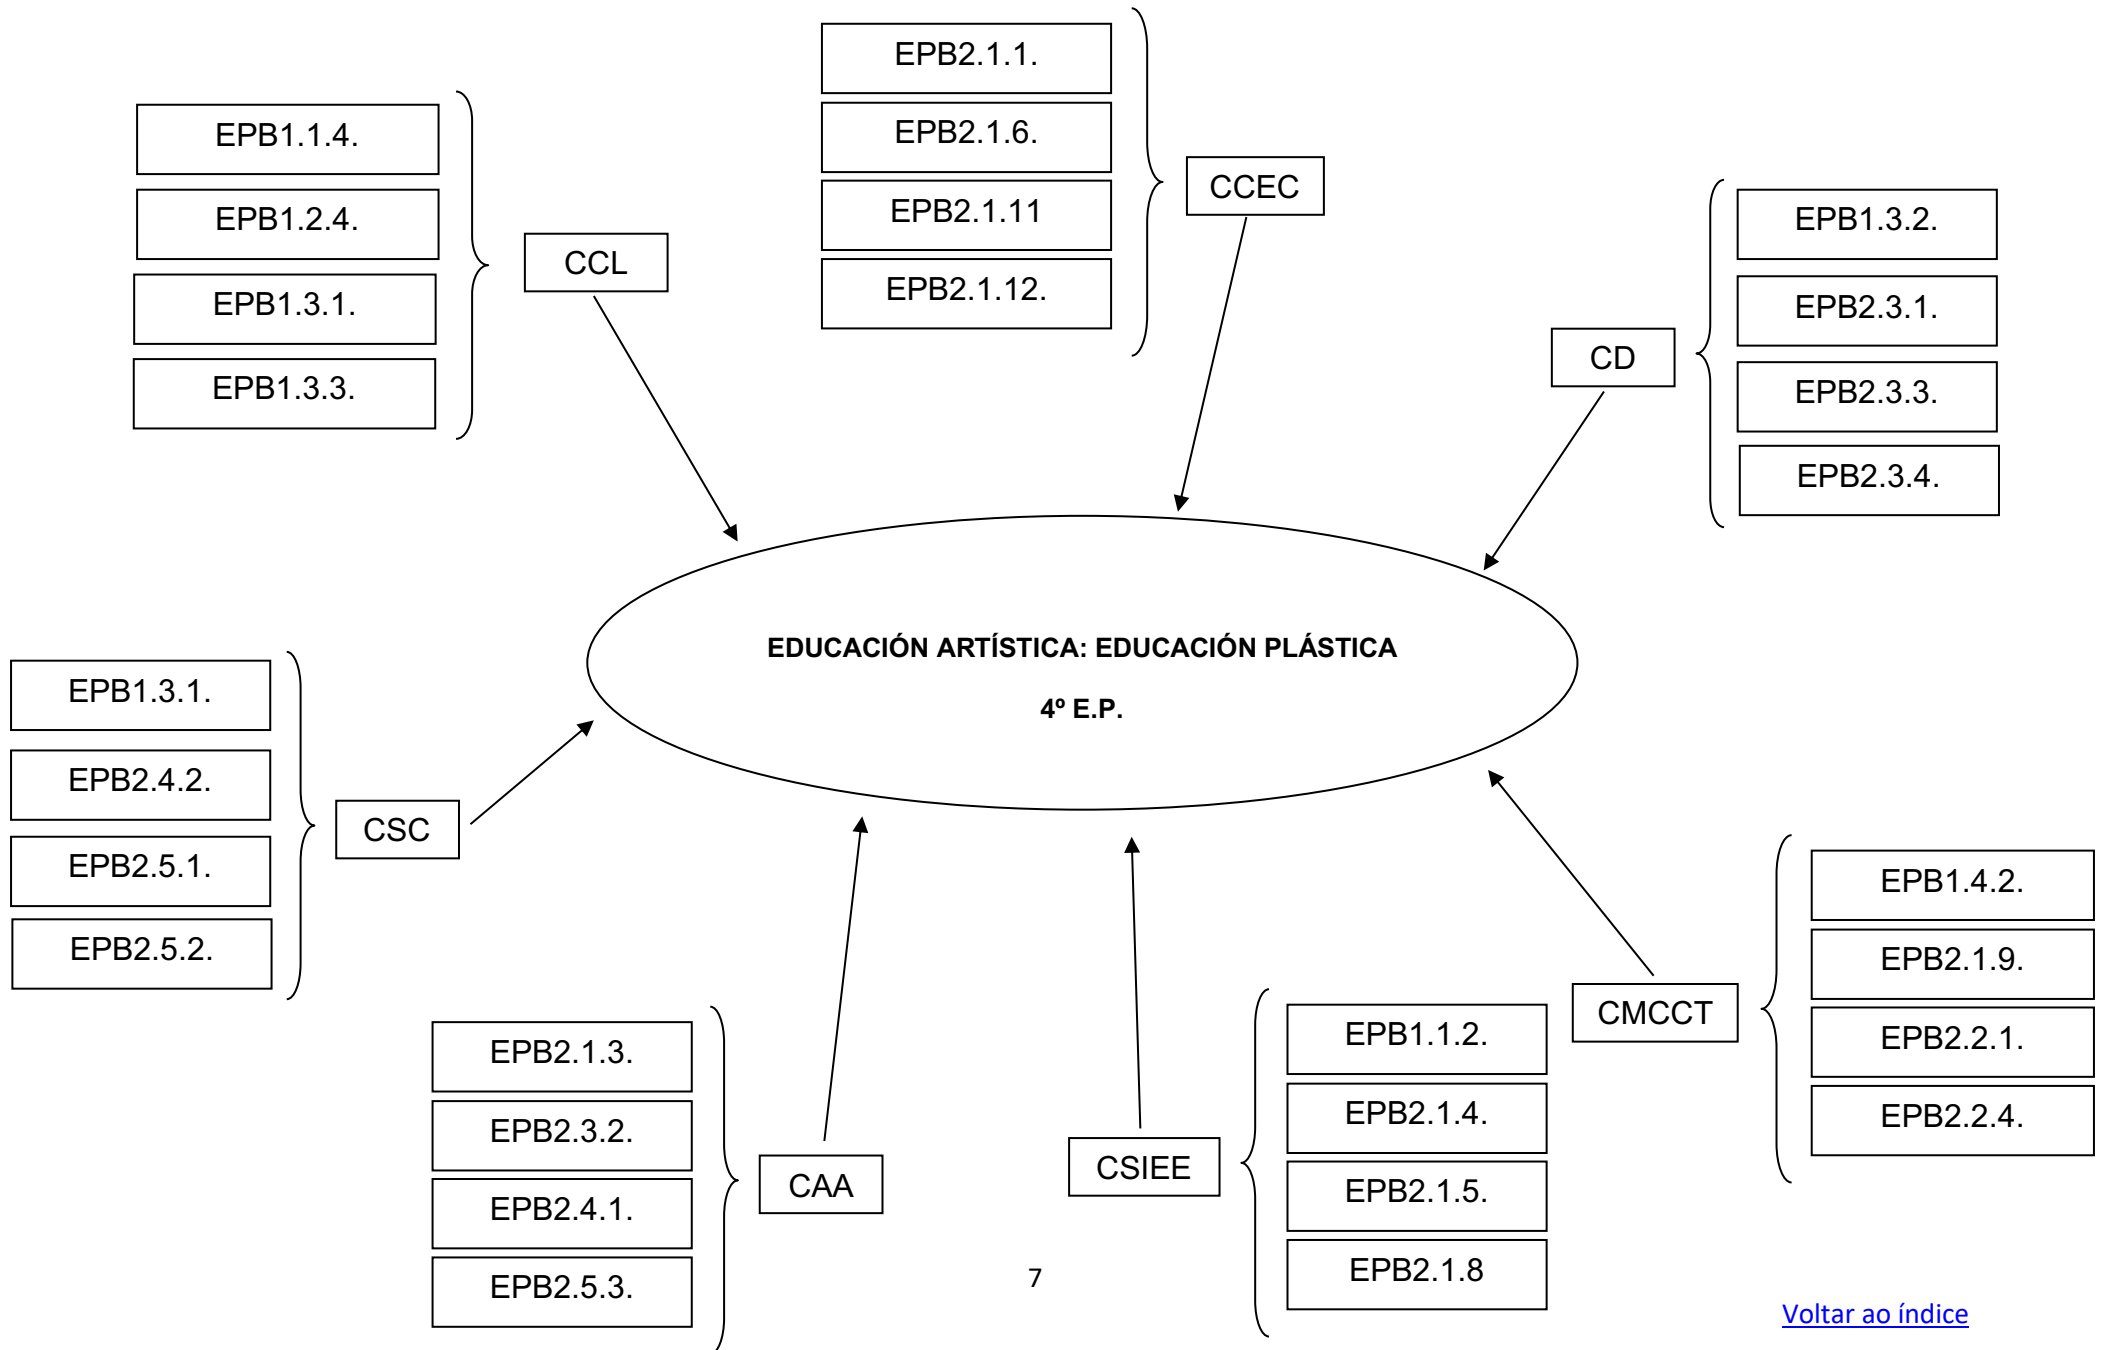 EPB2.1.1.
EPB2.1.6.
EPB2.1.11
EPB2.1.12.
CCEC
EPB1.1.4.
EPB1.2.4.
EPB1.3.1.
EPB1.3.3.
CCL
CD
EPB1.3.2.
EPB2.3.1.
EPB2.3.3.
EPB2.3.4.
EDUCACIÓN ARTÍSTICA: EDUCACIÓN PLÁSTICA
4º E.P.
EPB1.3.1.
EPB2.4.2.
EPB2.5.1.
EPB2.5.2.
CSC
EPB2.1.3.
EPB2.3.2.
EPB2.4.1.
EPB2.5.3.
CAA
CSIEE
EPB1.1.2.
EPB2.1.4.
EPB2.1.5.
EPB2.1.8
CMCCT
EPB1.4.2.
EPB2.1.9.
EPB2.2.1.
EPB2.2.4.
7
Voltar ao índice